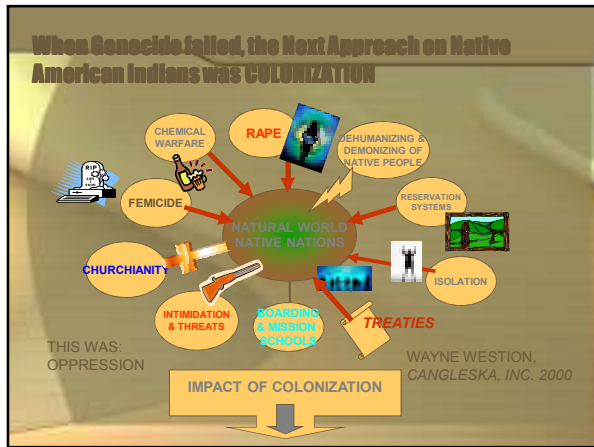 When Genocide failed, the Next Approach on Native
American Indians was COLONIZATION
CHEMICAL
WARFARE
RAPE
DEHUMANIZING &
DEMONIZING OF
NATIVE PEOPLE
RIP
FEMICIDE
RESERVATION
SYSTEMS
NATURAL WORLD
NATIVE NATIONS
CHURCHIANITY
ISOLATION
INTIMIDATION
& THREATS
BOARDING
& MISSION
SCHOOLS
TREATIES
THIS WAS:
OPPRESSION
WAYNE WESTION,
CANGLESKA, INC. 2000
IMPACT OF COLONIZATION